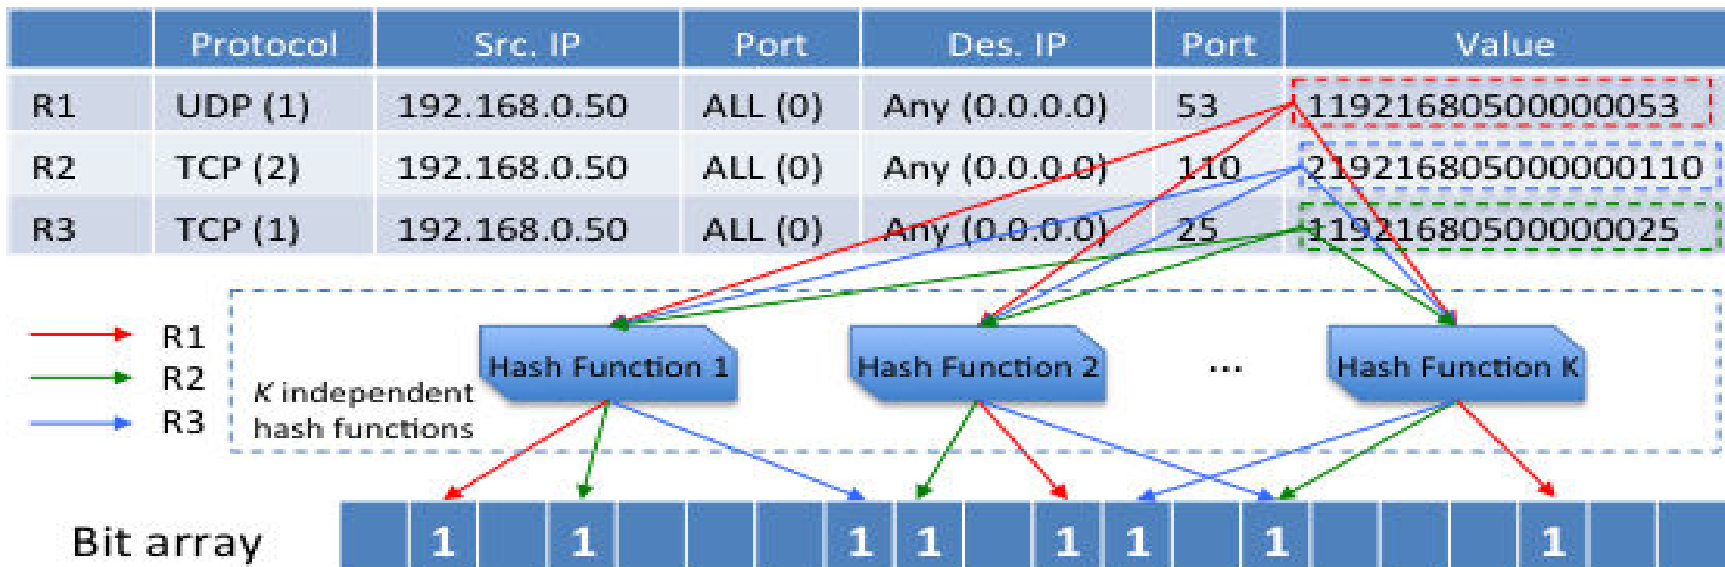 Protocol Src. IP Port Des. IP Port Value
R1 UDP (1) 192.168.0.50 ALL (0) Any (0.0.0.0) 53 11921680500000053
R2 TCP (2) 192.168.0.50 ALL (0) Any (0.0.0.0) 110 219216805000000110
R3 TCP (1) 192.168.0.50 ALL (0) Any (0.0.0.0) 25 11921680500000025
R1
R2
R3
K independent
hash functions
Hash Function 1 Hash Function 2 ... Hash Function K
Bit array 1 1 1 1 1 1 1 1